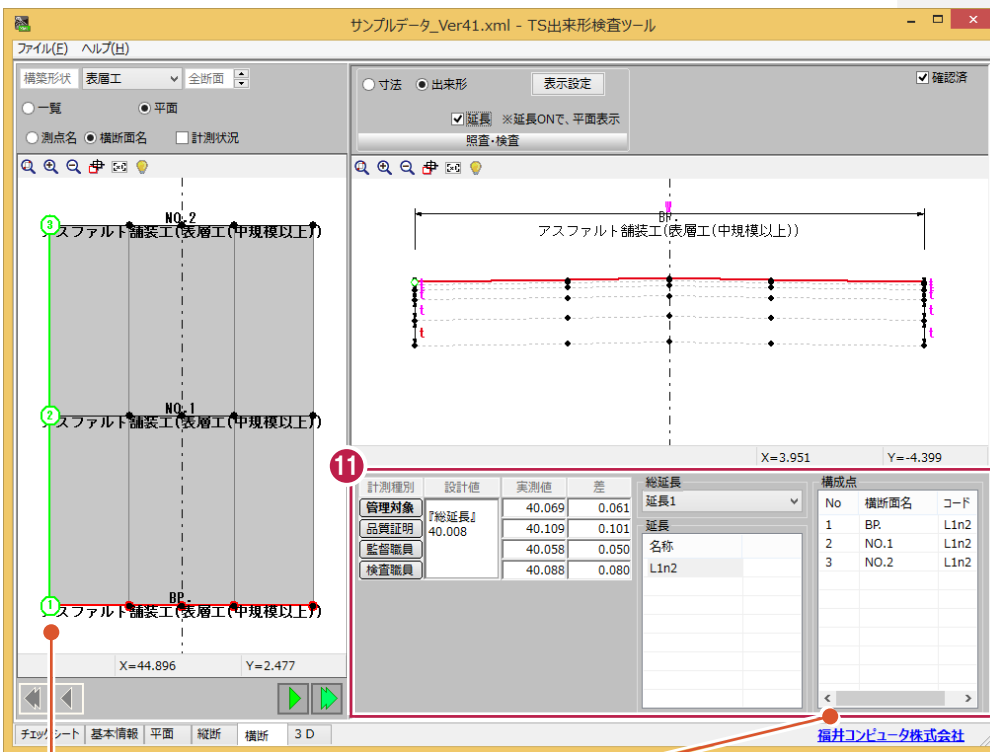 サンプルデータ_Ver41.xml - TS出来形検査ツール
ファイル(F) ヘルプ(H)
構築形状 表層工 全断面
一覧 平面
測点名 横断面名 計測状況
寸法 出来形 表示設定
延長 ※延長ONで、平面表示
照査・検査
確認済
NO.2
3
アスファルト舗装工(表層工(中規模以上))
NO.1
2
アスファルト舗装工(表層工(中規模以上))
BP.
1
アスファルト舗装工(表層工(中規模以上))
X=44.896 Y=2.477
BP.
アスファルト舗装工(表層工(中規模以上))
t t
t t
t t
t t
X=3.951 Y=-4.399
11
計測種別 設計値 実測値 差
管理対象 『総延長』 40.069 0.061
品質証明 40.008 40.109 0.101
監督職員 40.058 0.050
検査職員 40.088 0.080
総延長
延長1
延長
名称
L1n2
構成点
No 横断面名 コード
1 BP. L1n2
2 NO.1 L1n2
3 NO.2 L1n2
チェックシート 基本情報 平面 縦断 横断 3D
福井コンピュータ株式会社